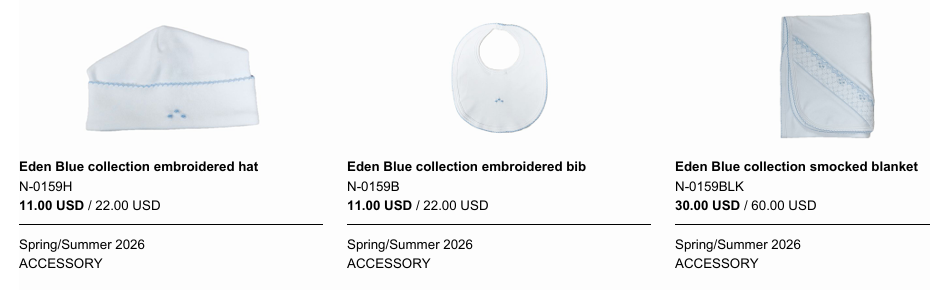 Eden Blue collection embroidered hat
N-0159H
11.00 USD / 22.00 USD
Spring/Summer 2026
ACCESSORY
Eden Blue collection embroidered bib
N-0159B
11.00 USD / 22.00 USD
Spring/Summer 2026
ACCESSORY
Eden Blue collection smocked blanket
N-0159BLK
30.00 USD / 60.00 USD
Spring/Summer 2026
ACCESSORY